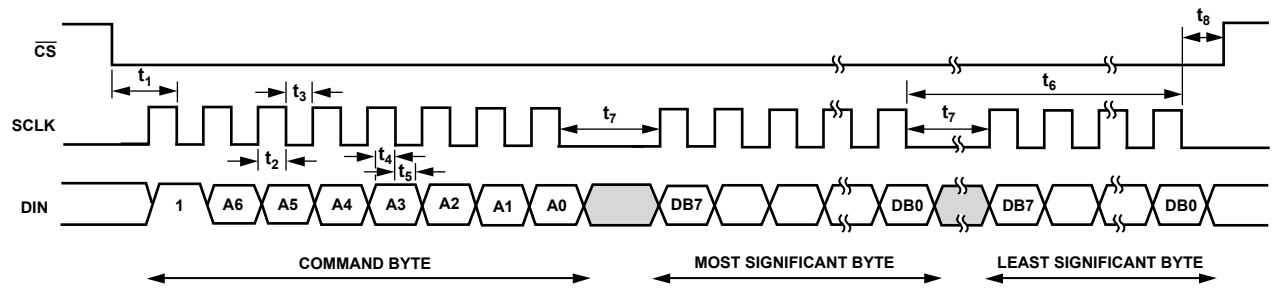 t8
CS
t1
t6
t3
t7
t7
SCLK
t2
t4
t5
DIN
1 A6 A5 A4 A3 A2 A1 A0 DB7 DB0 DB7 DB0
COMMAND BYTE MOST SIGNIFICANT BYTE LEAST SIGNIFICANT BYTE